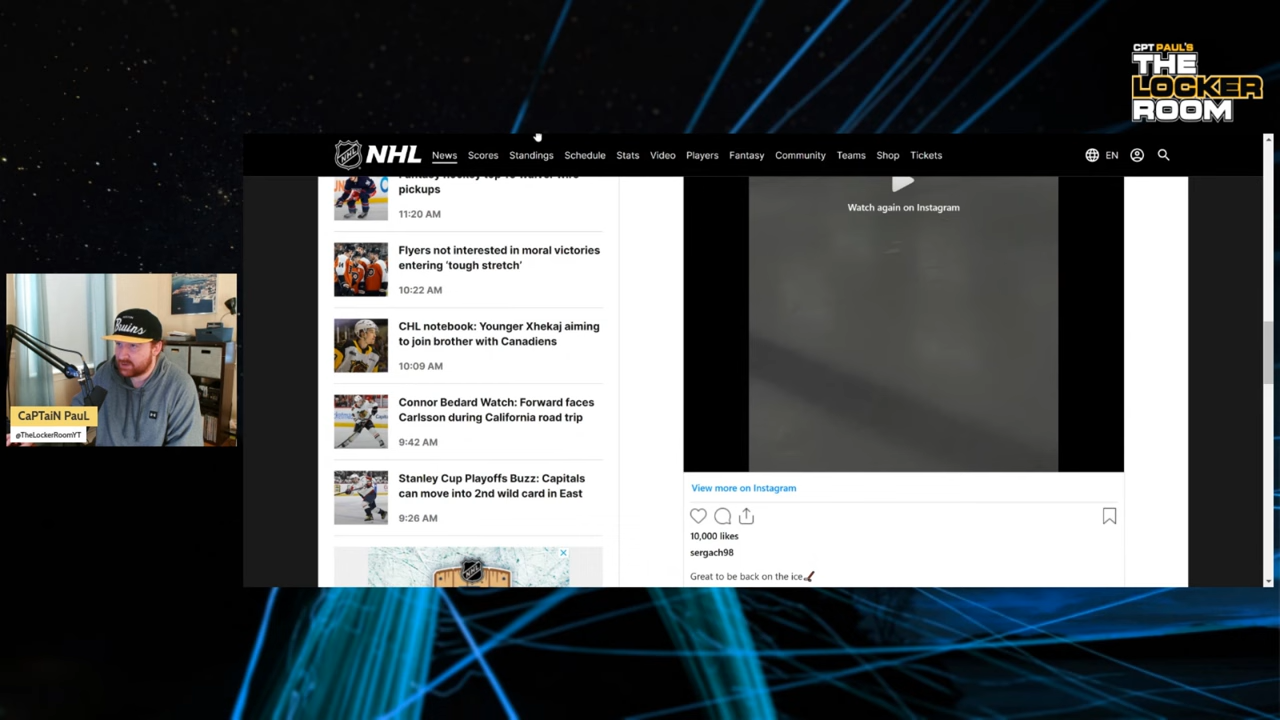 CPT PAUL'S
THE
LOCKER
ROOM
NHL
News
Scores
Standings
Schedule
Stats
Video
Players
Fantasy
Community
Teams
Shop
Tickets
EN
Fantasy hockey top 10 waiver wire
pickups
11:20 AM
Flyers not interested in moral victories
entering 'tough stretch'
10:22 AM
CHL notebook: Younger Xhekaj aiming
to join brother with Canadiens
10:09 AM
Connor Bedard Watch: Forward faces
Carlsson during California road trip
9:42 AM
Stanley Cup Playoffs Buzz: Capitals
can move into 2nd wild card in East
9:26 AM
Watch again on Instagram
View more on Instagram
10,000 likes
sergach98
Great to be back on the ice
Bruins
CaPTaiN PauL
@TheLockerRoomYT